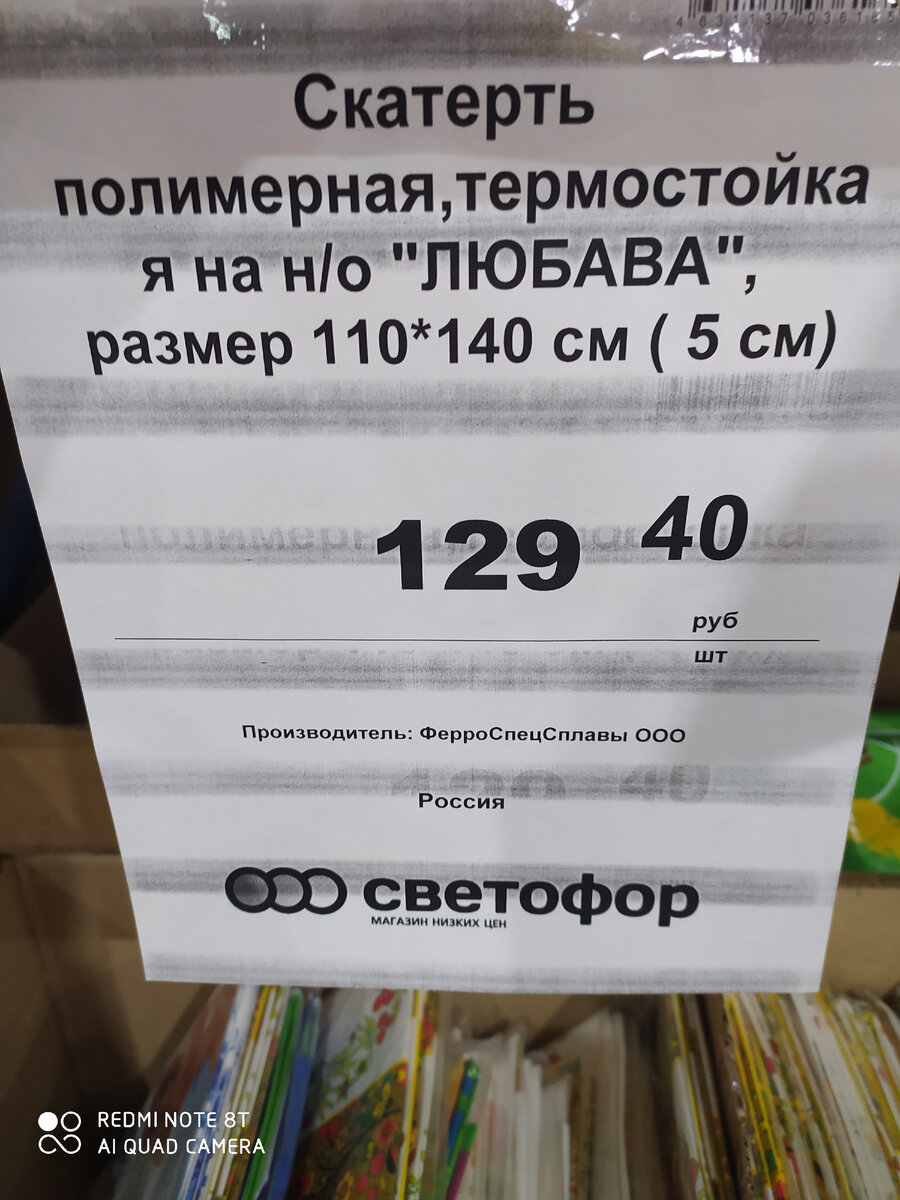 Скатерть
полимерная,термостойка
я на н/о "ЛЮБАВА",
размер 110*140 см ( 5 см)
129 40
руб
шт
Производитель: ФерроСпецСплавы ООО
Россия
светофор
МАГАЗИН НИЗКИХ ЦЕН
REDMI NOTE 8T
AI QUAD CAMERA